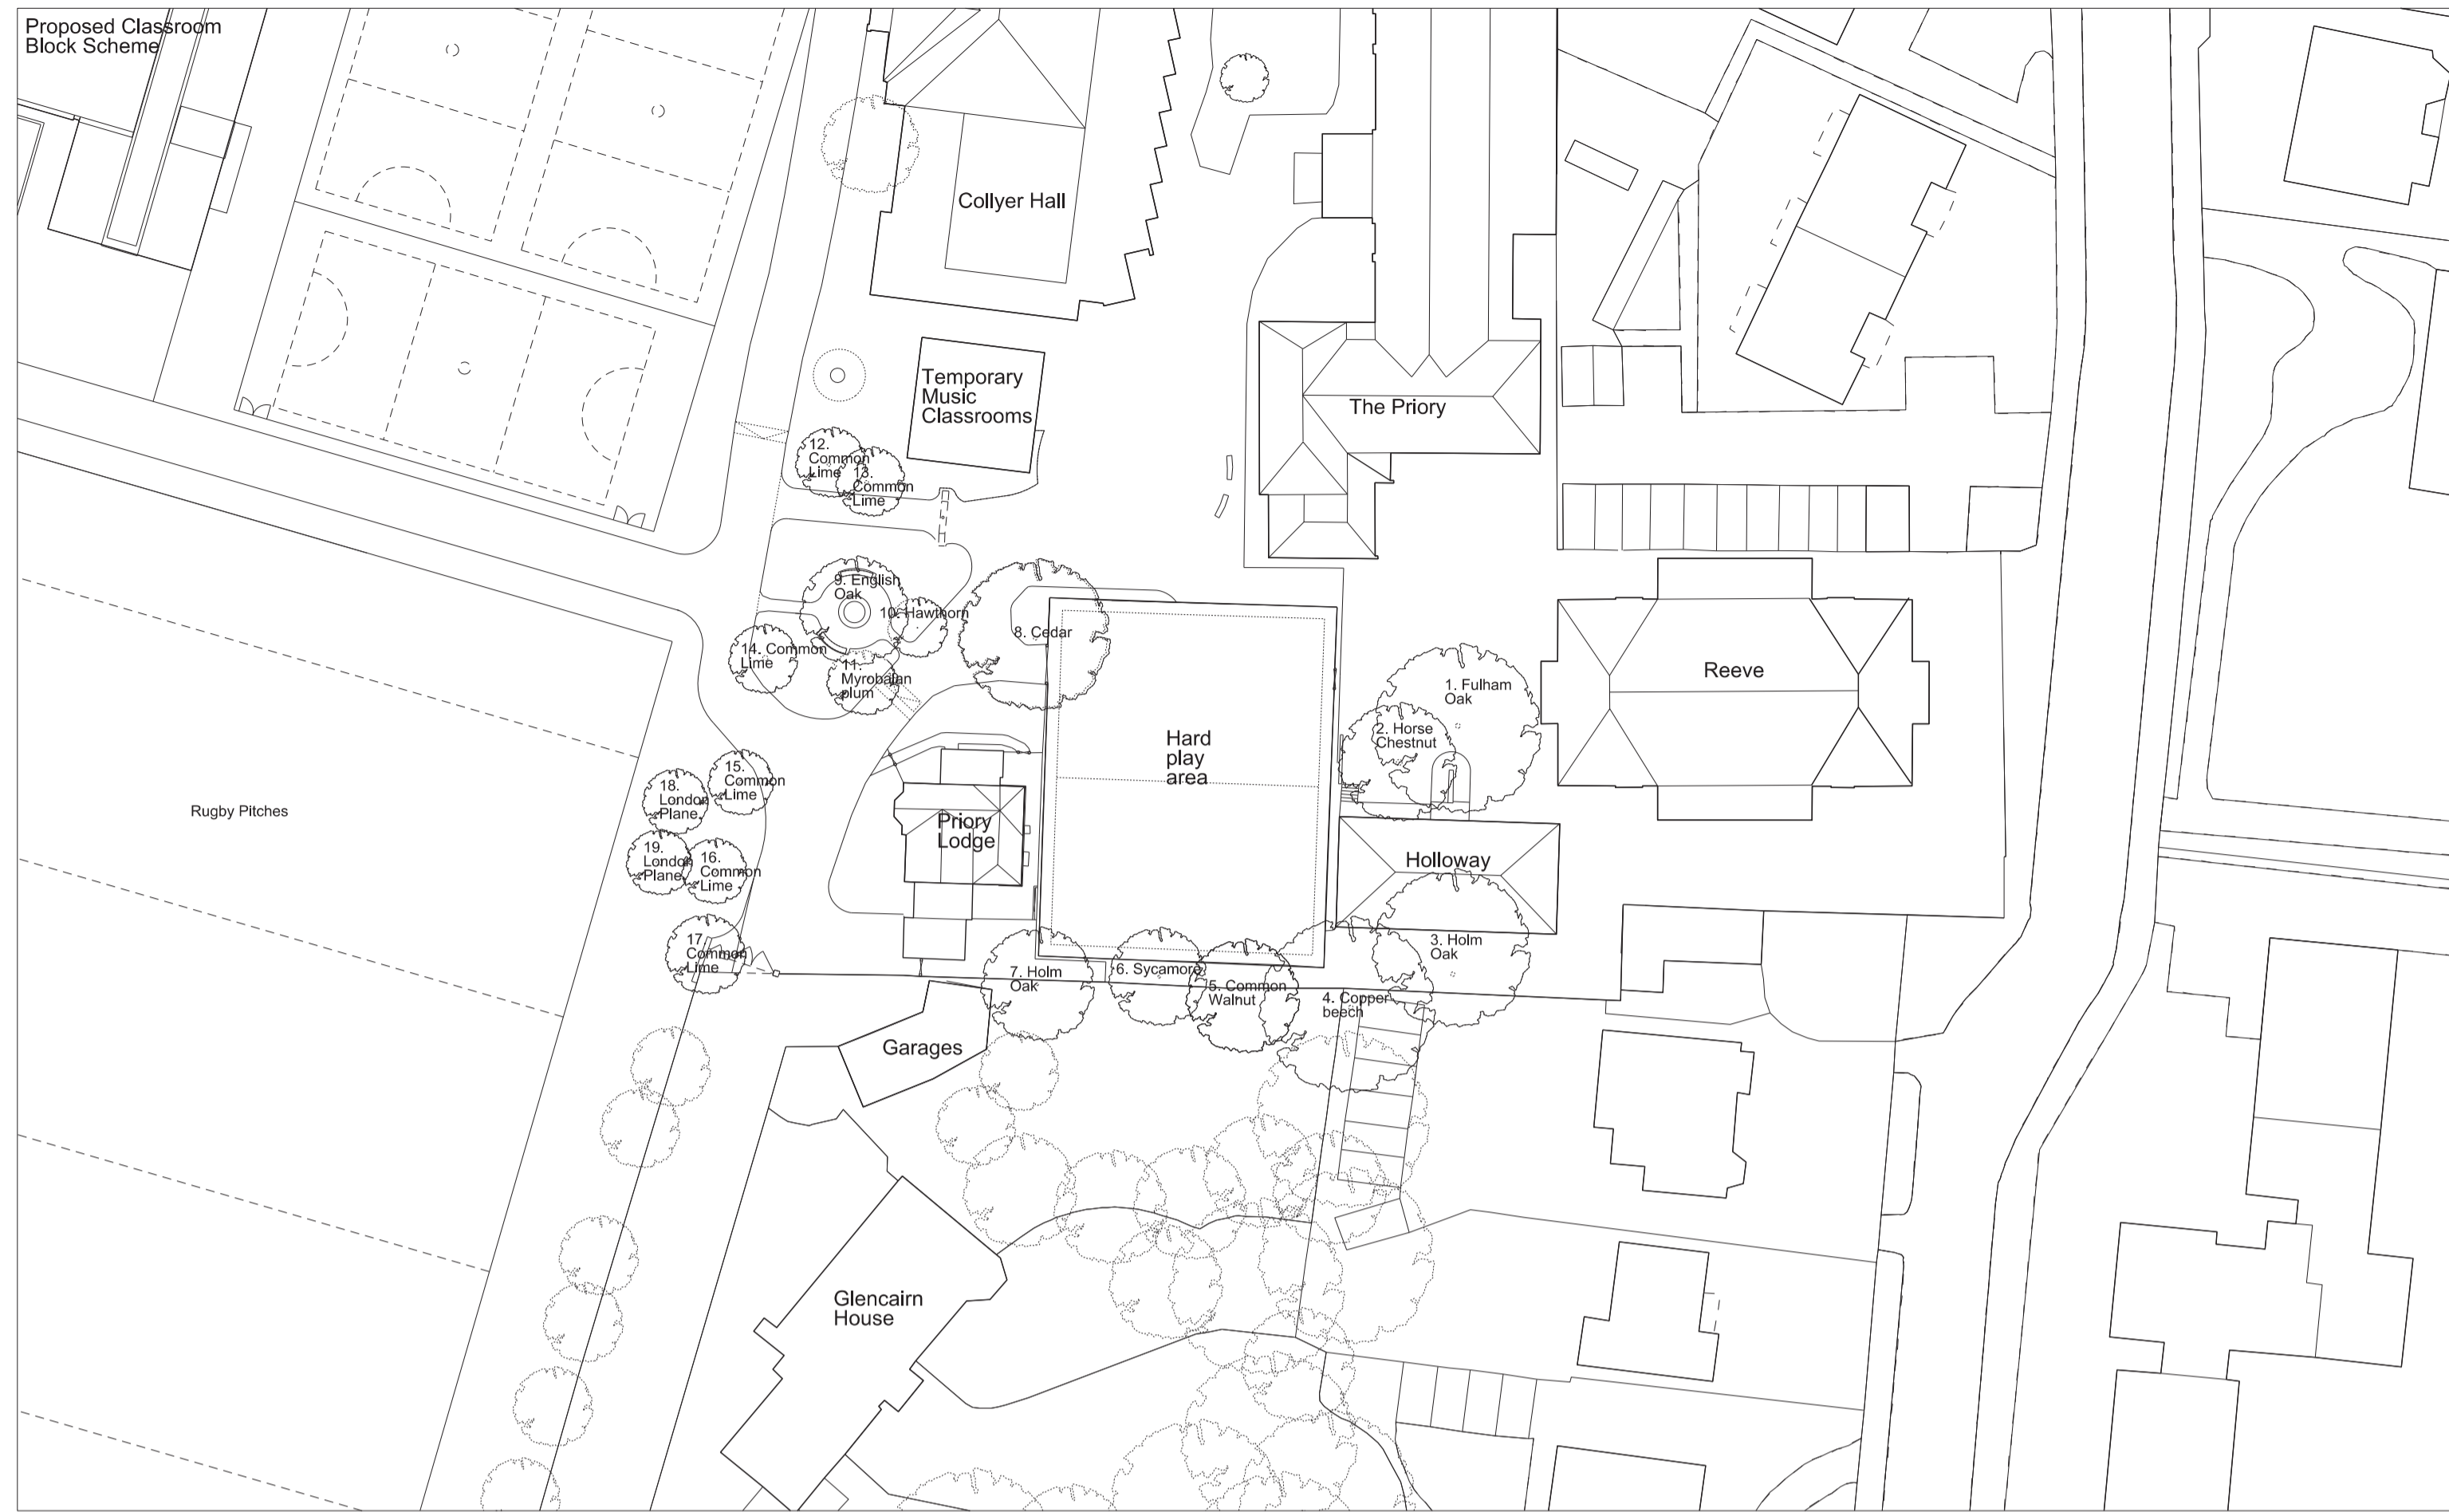 Proposed Classroom
Block Scheme
Collyer Hall
Temporary
Music
Classrooms
The Priory
12.
Common
Lime
13.
Common
Lime
9. English
Oak
10. Hawthorn
8. Cedar
14. Common
Lime
11.
Myrobalan
plum
1. Fulham
Oak
Reeve
2. Horse
Chestnut
Hard
play
area
15.
Common
Lime
18.
London
Plane
Rugby Pitches
Priory
Lodge
19.
London
Plane
16.
Common
Lime
Holloway
17.
Common
Lime
3. Holm
Oak
7. Holm
Oak
6. Sycamore
5. Common
Walnut
4. Copper
beech
Garages
Glencairn
House